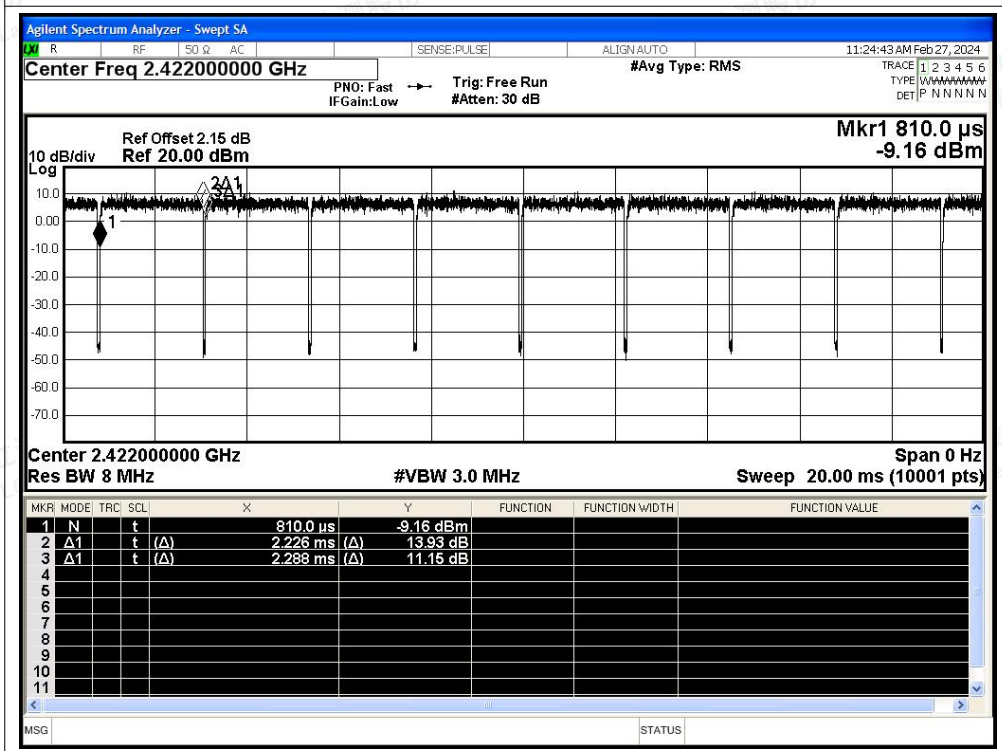 Agilent Spectrum Analyzer - Swept SA
LXI R RF 50 Ω AC SENSE:PULSE ALIGN AUTO 11:24:43 AM Feb 27, 2024
Center Freq 2.422000000 GHz #Avg Type: RMS TRACE 1 2 3 4 5 6
PNO: Fast Trig: Free Run TYPE WWWWWW
IFGain:Low #Atten: 30 dB DET P N N N N N
Mkr1 810.0 µs
Ref Offset 2.15 dB
10 dB/div Ref 20.00 dBm -9.16 dBm
Log
2Δ1
10.0 3Δ1
0.00 1
-10.0
-20.0
-30.0
-40.0
-50.0
-60.0
-70.0
Center 2.422000000 GHz Span 0 Hz
Res BW 8 MHz #VBW 3.0 MHz Sweep 20.00 ms (10001 pts)
MKR MODE TRC SCL X Y FUNCTION FUNCTION WIDTH FUNCTION VALUE
1 N t 810.0 µs -9.16 dBm
2 Δ1 t (Δ) 2.226 ms (Δ) 13.93 dB
3 Δ1 t (Δ) 2.288 ms (Δ) 11.15 dB
4
5
6
7
8
9
10
11
MSG STATUS